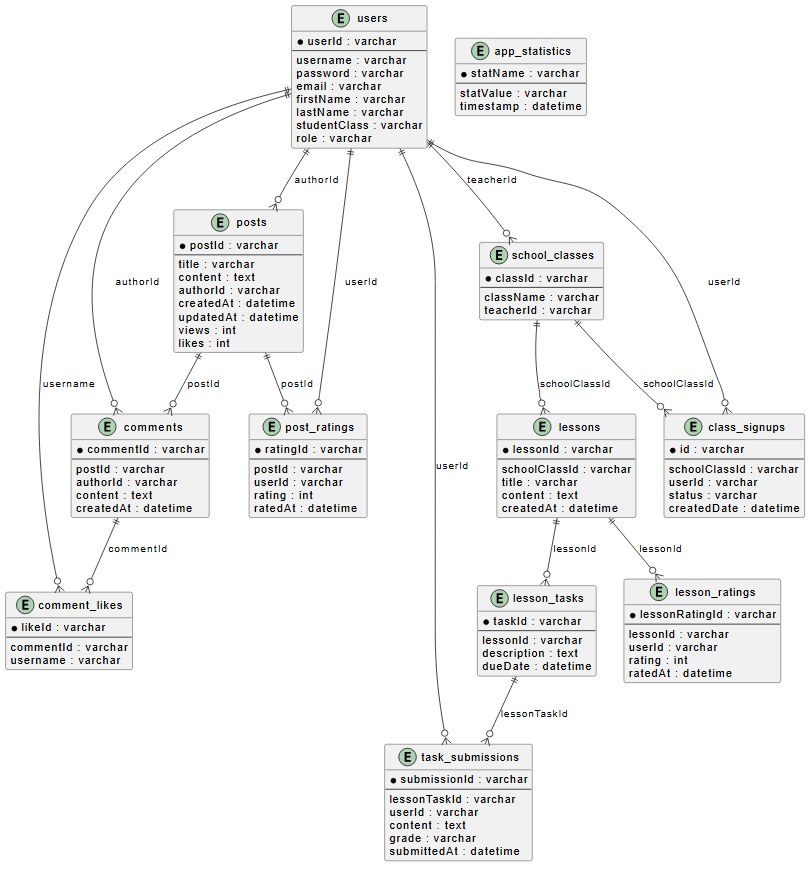 E users
userId : varchar
username : varchar
password : varchar
email : varchar
firstName : varchar
lastName : varchar
studentClass : varchar
role : varchar
E app_statistics
statName : varchar
statValue : varchar
timestamp : datetime
authorId
teacherId
E posts
postId : varchar
title : varchar
content : text
authorId : varchar
createdAt : datetime
updatedAt : datetime
views : int
likes : int
E school_classes
classId : varchar
className : varchar
teacherId : varchar
authorId
userId
userId
username
postId
postId
schoolClassId
schoolClassId
E comments
commentId : varchar
postId : varchar
authorId : varchar
content : text
createdAt : datetime
E post_ratings
ratingId : varchar
postId : varchar
userId : varchar
rating : int
ratedAt : datetime
userId
E lessons
lessonId : varchar
schoolClassId : varchar
title : varchar
content : text
createdAt : datetime
E class_signups
id : varchar
schoolClassId : varchar
userId : varchar
status : varchar
createdDate : datetime
commentId
lessonId
lessonId
E comment_likes
likeId : varchar
commentId : varchar
username : varchar
E lesson_tasks
taskId : varchar
lessonId : varchar
description : text
dueDate : datetime
E lesson_ratings
lessonRatingId : varchar
lessonId : varchar
userId : varchar
rating : int
ratedAt : datetime
lessonTaskId
E task_submissions
submissionId : varchar
lessonTaskId : varchar
userId : varchar
content : text
grade : varchar
submittedAt : datetime